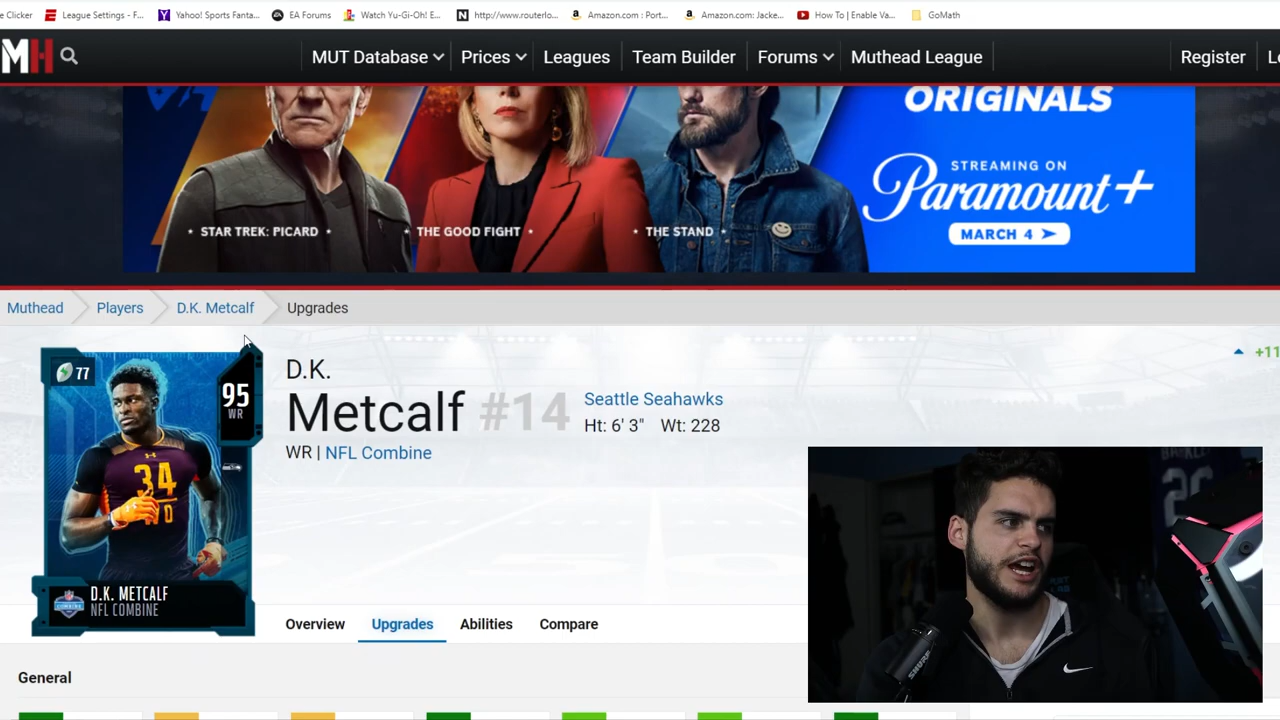 e Clicker
League Settings - F...
Yahoo! Sports Fanta...
EA Forums
Watch Yu-Gi-Oh! E...
http://www.routerlo...
Amazon.com : Port...
Amazon.com: Jacke...
How To | Enable Va...
GoMath
MH
MUT Database
Prices
Leagues
Team Builder
Forums
Muthead League
Register
ORIGINALS
STREAMING ON
Paramount+
MARCH 4
• STAR TREK: PICARD •
• THE GOOD FIGHT •
• THE STAND •
Muthead
Players
D.K. Metcalf
Upgrades
77
95
WR
34
D.K. METCALF
NFL COMBINE
D.K.
Metcalf #14
Seattle Seahawks
Ht: 6' 3" Wt: 228
WR | NFL Combine
+11
Overview
Upgrades
Abilities
Compare
General
SHURE